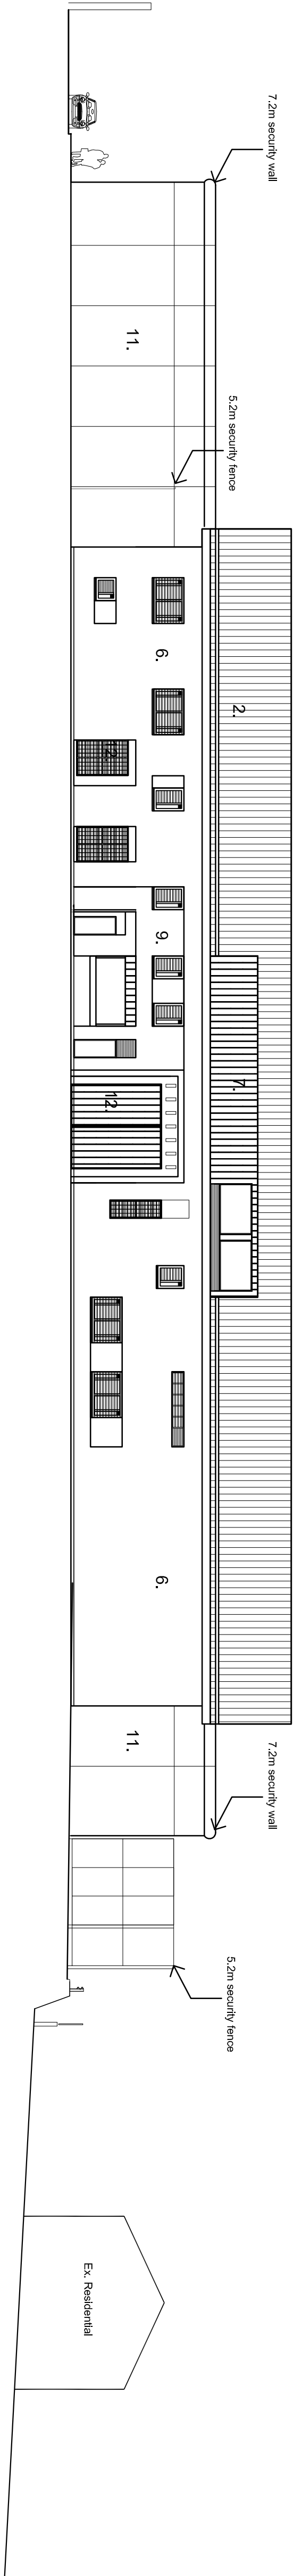 7.2m security wall
11.
5.2m security fence
6.
2.
12.
9.
7.
12.
6.
11.
7.2m security wall
5.2m security fence
Ex. Residential